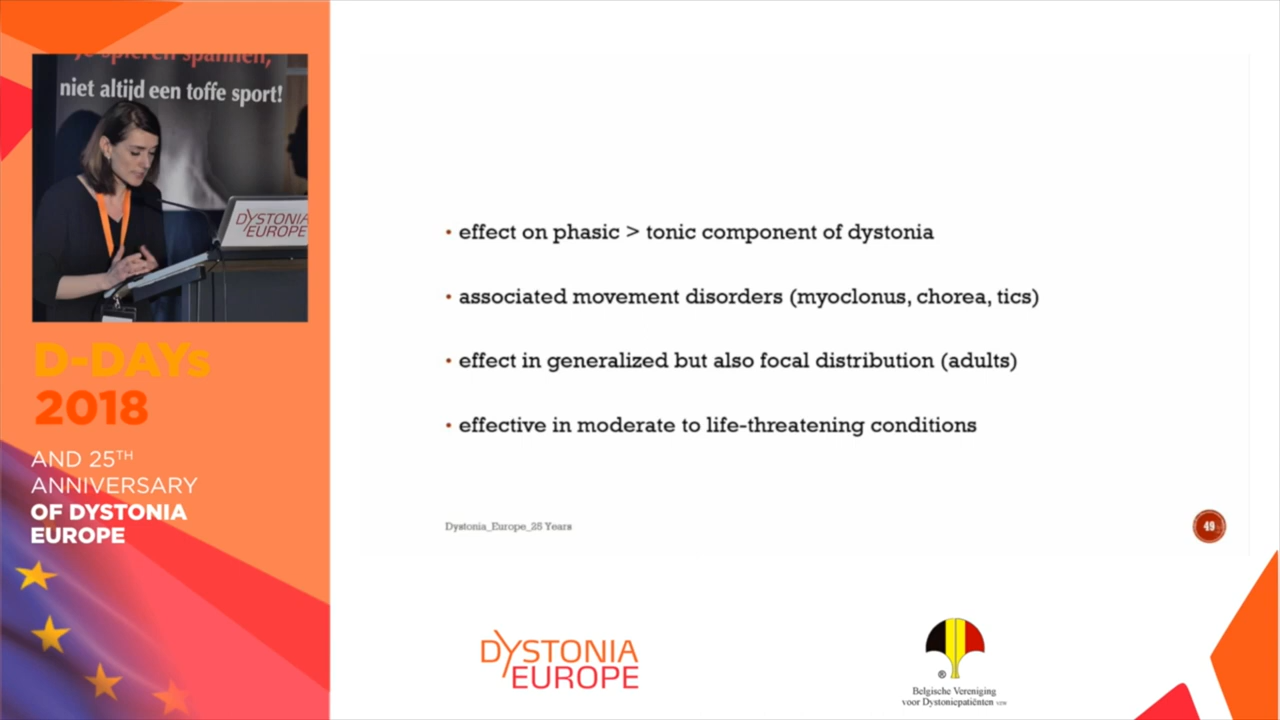 Je spieren spannen,
niet altijd een toffe sport!
DYSTONIA
EUROPE
D-DAYs
2018
AND 25TH
ANNIVERSARY
OF DYSTONIA
EUROPE
• effect on phasic > tonic component of dystonia
• associated movement disorders (myoclonus, chorea, tics)
• effect in generalized but also focal distribution (adults)
• effective in moderate to life-threatening conditions
Dystonia_Europe_25 Years
49
DYSTONIA
EUROPE
®
Belgische Vereniging
voor Dystoniepatiënten vzw